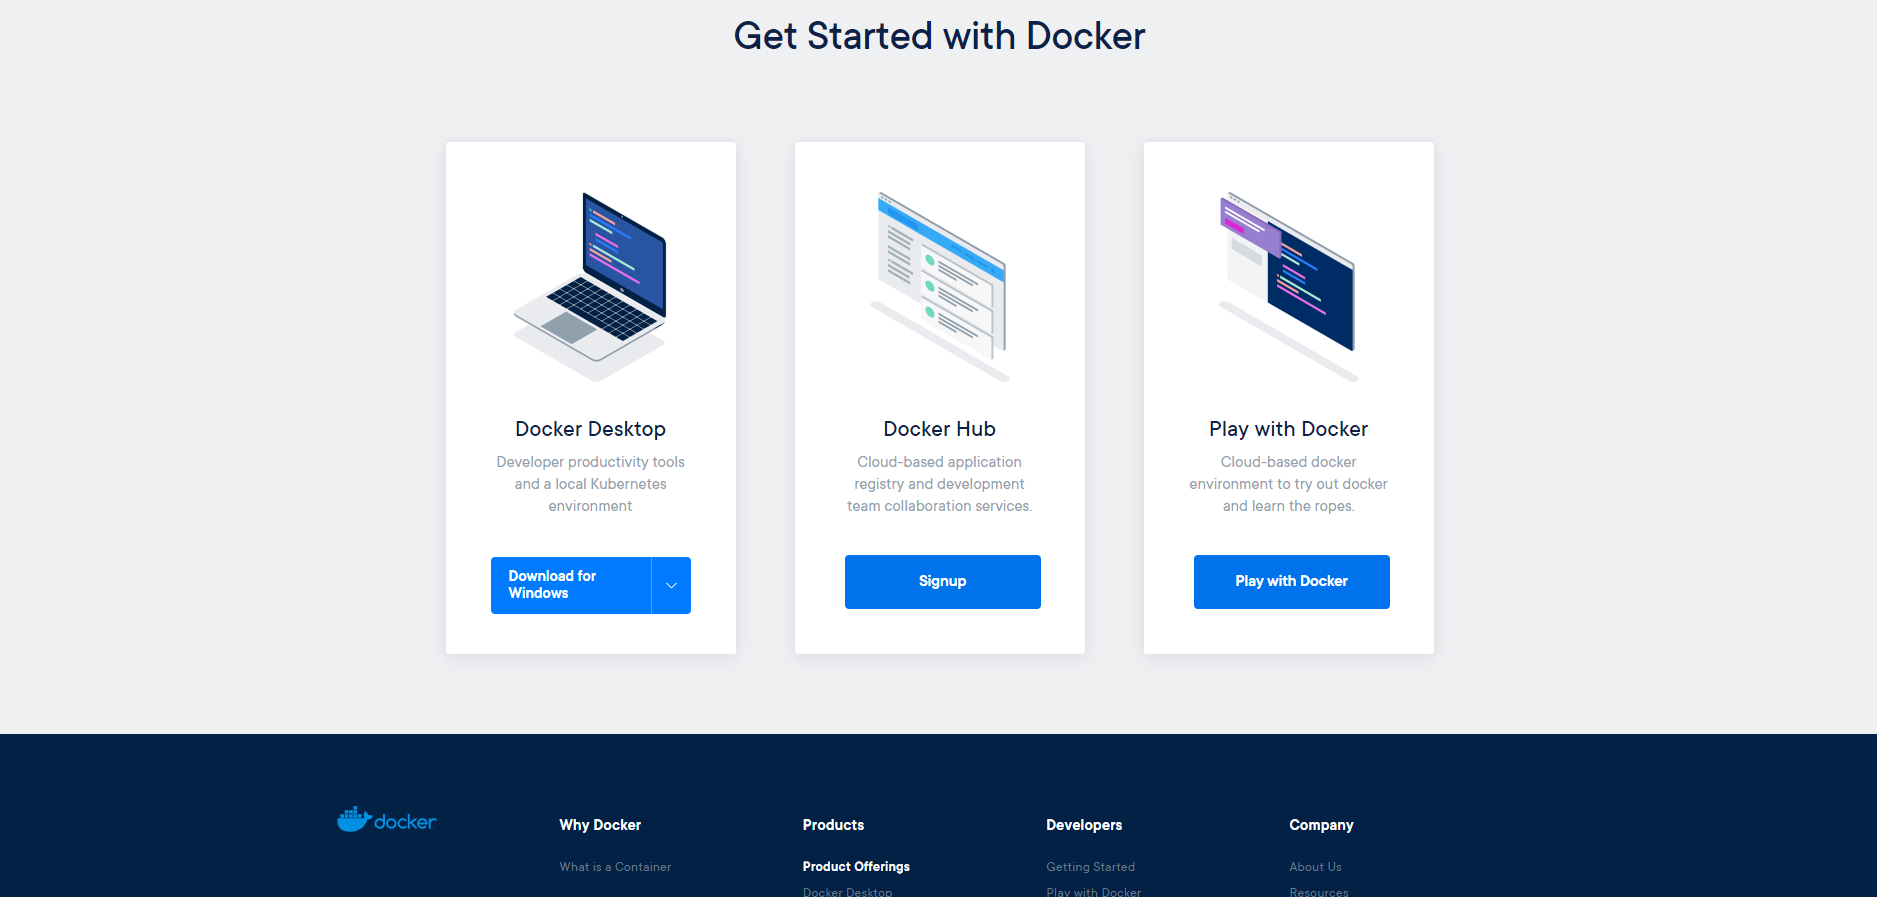 Get Started with Docker
Docker Desktop
Developer productivity tools
and a local Kubernetes
environment
Download for
Windows
Docker Hub
Cloud-based application
registry and development
team collaboration services.
Signup
Play with Docker
Cloud-based docker
environment to try out docker
and learn the ropes.
Play with Docker
docker
Why Docker
What is a Container
Products
Product Offerings
Docker Desktop
Developers
Getting Started
Play with Docker
Company
About Us
Resources